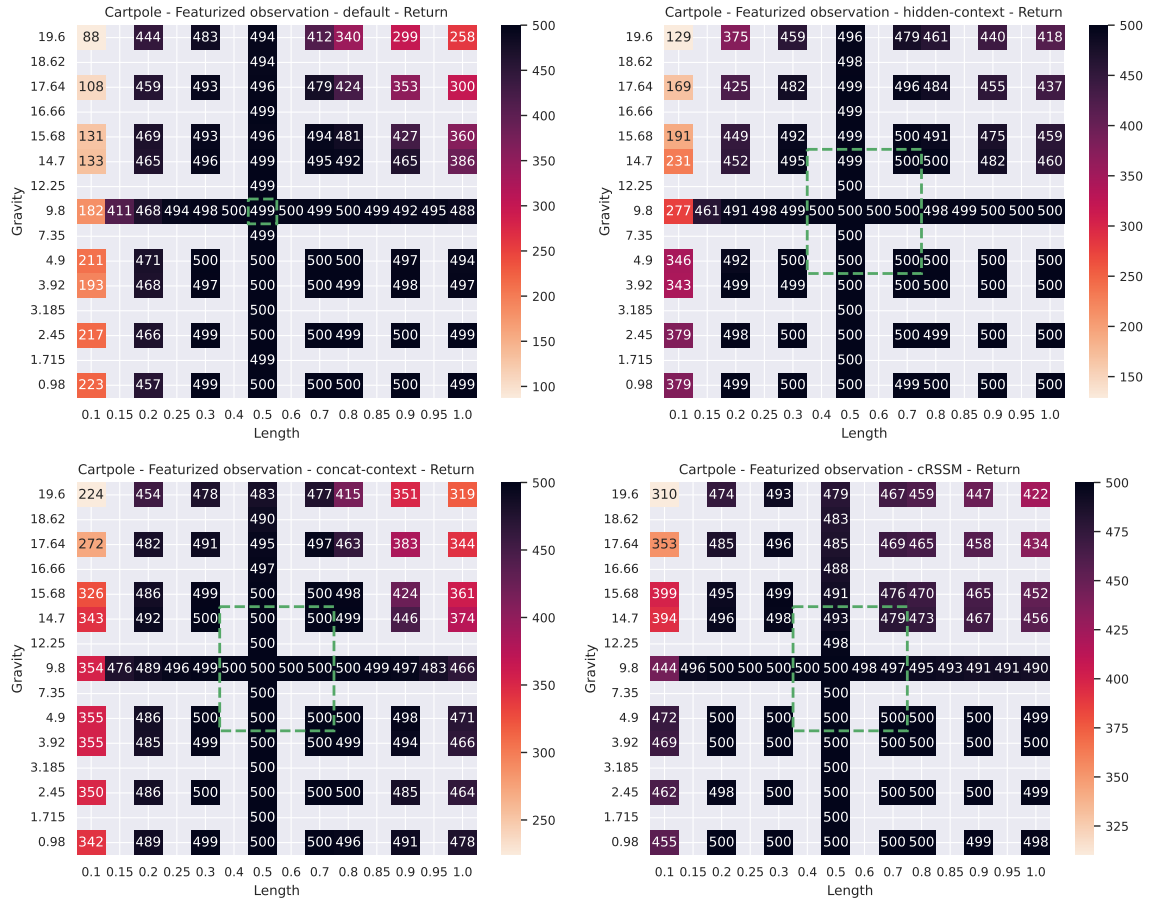 Cartpole - Featurized observation - default - Return
19.6 88 444 483 494 412 340 299 258
18.62 494
17.64 108 459 493 496 479 424 353 300
16.66 499
15.68 131 469 493 496 494 481 427 360
14.7 133 465 496 499 495 492 465 386
12.25 499
9.8 182 411 468 494 498 500 499 500 499 500 499 492 495 488
7.35 499
4.9 211 471 500 500 500 500 497 494
3.92 193 468 497 500 500 499 498 497
3.185 500
2.45 217 466 499 500 500 499 500 499
1.715 499
0.98 223 457 499 500 500 500 500 499
0.1 0.15 0.2 0.25 0.3 0.4 0.5 0.6 0.7 0.8 0.85 0.9 0.95 1.0
Length
Gravity
500
450
400
350
300
250
200
150
100
Cartpole - Featurized observation - hidden-context - Return
19.6 129 375 459 496 479 461 440 418
18.62 498
17.64 169 425 482 499 496 484 455 437
16.66 499
15.68 191 449 492 499 500 491 475 459
14.7 231 452 495 499 500 500 482 460
12.25 500
9.8 277 461 491 498 499 500 500 500 500 498 499 500 500 500
7.35 500
4.9 346 492 500 500 500 500 500 500
3.92 343 499 499 500 500 500 500 500
3.185 500
2.45 379 498 500 500 500 500 500 500
1.715 500
0.98 379 499 500 500 499 500 500 500
0.1 0.15 0.2 0.25 0.3 0.4 0.5 0.6 0.7 0.8 0.85 0.9 0.95 1.0
Length
Gravity
500
450
400
350
300
250
200
150
Cartpole - Featurized observation - concat-context - Return
19.6 224 454 478 483 477 415 351 319
18.62 490
17.64 272 482 491 495 497 463 383 344
16.66 497
15.68 326 486 499 500 500 498 424 361
14.7 343 492 500 500 500 499 446 374
12.25 500
9.8 354 476 489 496 499 500 500 500 500 500 499 497 483 466
7.35 500
4.9 355 486 500 500 500 500 498 471
3.92 355 485 499 500 500 499 494 466
3.185 500
2.45 350 486 500 500 500 500 485 464
1.715 500
0.98 342 489 499 500 500 496 491 478
0.1 0.15 0.2 0.25 0.3 0.4 0.5 0.6 0.7 0.8 0.85 0.9 0.95 1.0
Length
Gravity
500
450
400
350
300
250
Cartpole - Featurized observation - cRSSM - Return
19.6 310 474 493 479 467 459 447 422
18.62 483
17.64 353 485 496 485 469 465 458 434
16.66 488
15.68 399 495 499 491 476 470 465 452
14.7 394 496 498 493 479 473 467 456
12.25 498
9.8 444 496 500 500 500 500 500 498 497 495 493 491 491 490
7.35 500
4.9 472 500 500 500 500 500 500 499
3.92 469 500 500 500 500 500 500 500
3.185 500
2.45 462 498 500 500 500 500 500 499
1.715 500
0.98 455 500 500 500 500 500 499 498
0.1 0.15 0.2 0.25 0.3 0.4 0.5 0.6 0.7 0.8 0.85 0.9 0.95 1.0
Length
Gravity
500
475
450
425
400
375
350
325